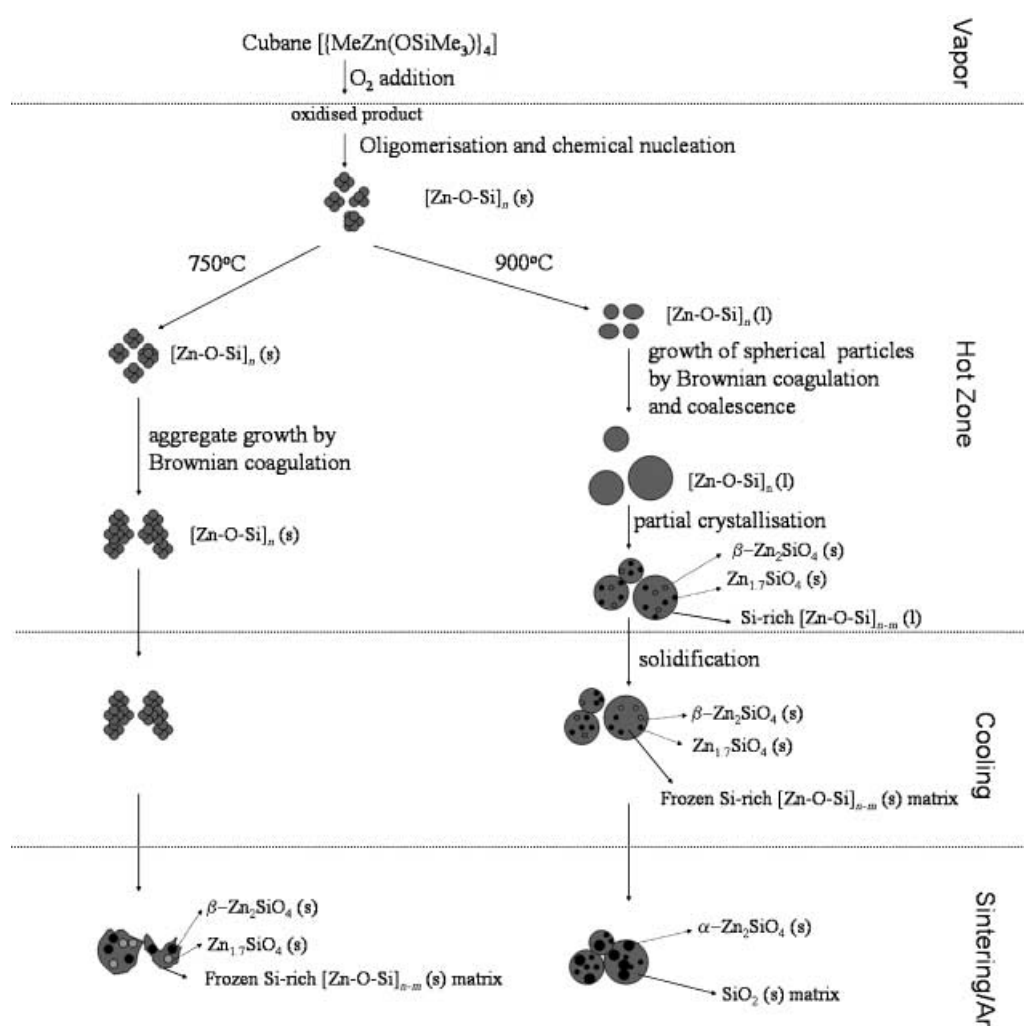 Cubane [{MeZn(OSiMe₃)}₄]
O₂ addition
oxidised product
Oligomerisation and chemical nucleation
[Zn-O-Si]ₙ (s)
750ºC
900ºC
[Zn-O-Si]ₙ (s)
[Zn-O-Si]ₙ (l)
growth of spherical particles
by Brownian coagulation
and coalescence
aggregate growth by
Brownian coagulation
[Zn-O-Si]ₙ (l)
[Zn-O-Si]ₙ (s)
partial crystallisation
β–Zn₂SiO₄ (s)
Zn₁.₇SiO₄ (s)
Si-rich [Zn-O-Si]ₙ₋ₘ (l)
solidification
β–Zn₂SiO₄ (s)
Zn₁.₇SiO₄ (s)
Frozen Si-rich [Zn-O-Si]ₙ₋ₘ (s) matrix
β–Zn₂SiO₄ (s)
Zn₁.₇SiO₄ (s)
Frozen Si-rich [Zn-O-Si]ₙ₋ₘ (s) matrix
α–Zn₂SiO₄ (s)
SiO₂ (s) matrix
Vapor
Hot Zone
Cooling
Sintering/Ar